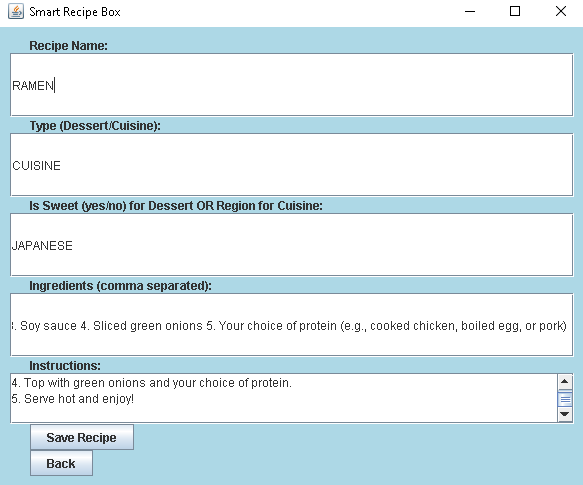 Smart Recipe Box
Recipe Name:
RAMEN
Type (Dessert/Cuisine):
CUISINE
Is Sweet (yes/no) for Dessert OR Region for Cuisine:
JAPANESE
Ingredients (comma separated):
. Soy sauce 4. Sliced green onions 5. Your choice of protein (e.g., cooked chicken, boiled egg, or pork)
Instructions:
4. Top with green onions and your choice of protein.
5. Serve hot and enjoy!
Save Recipe
Back